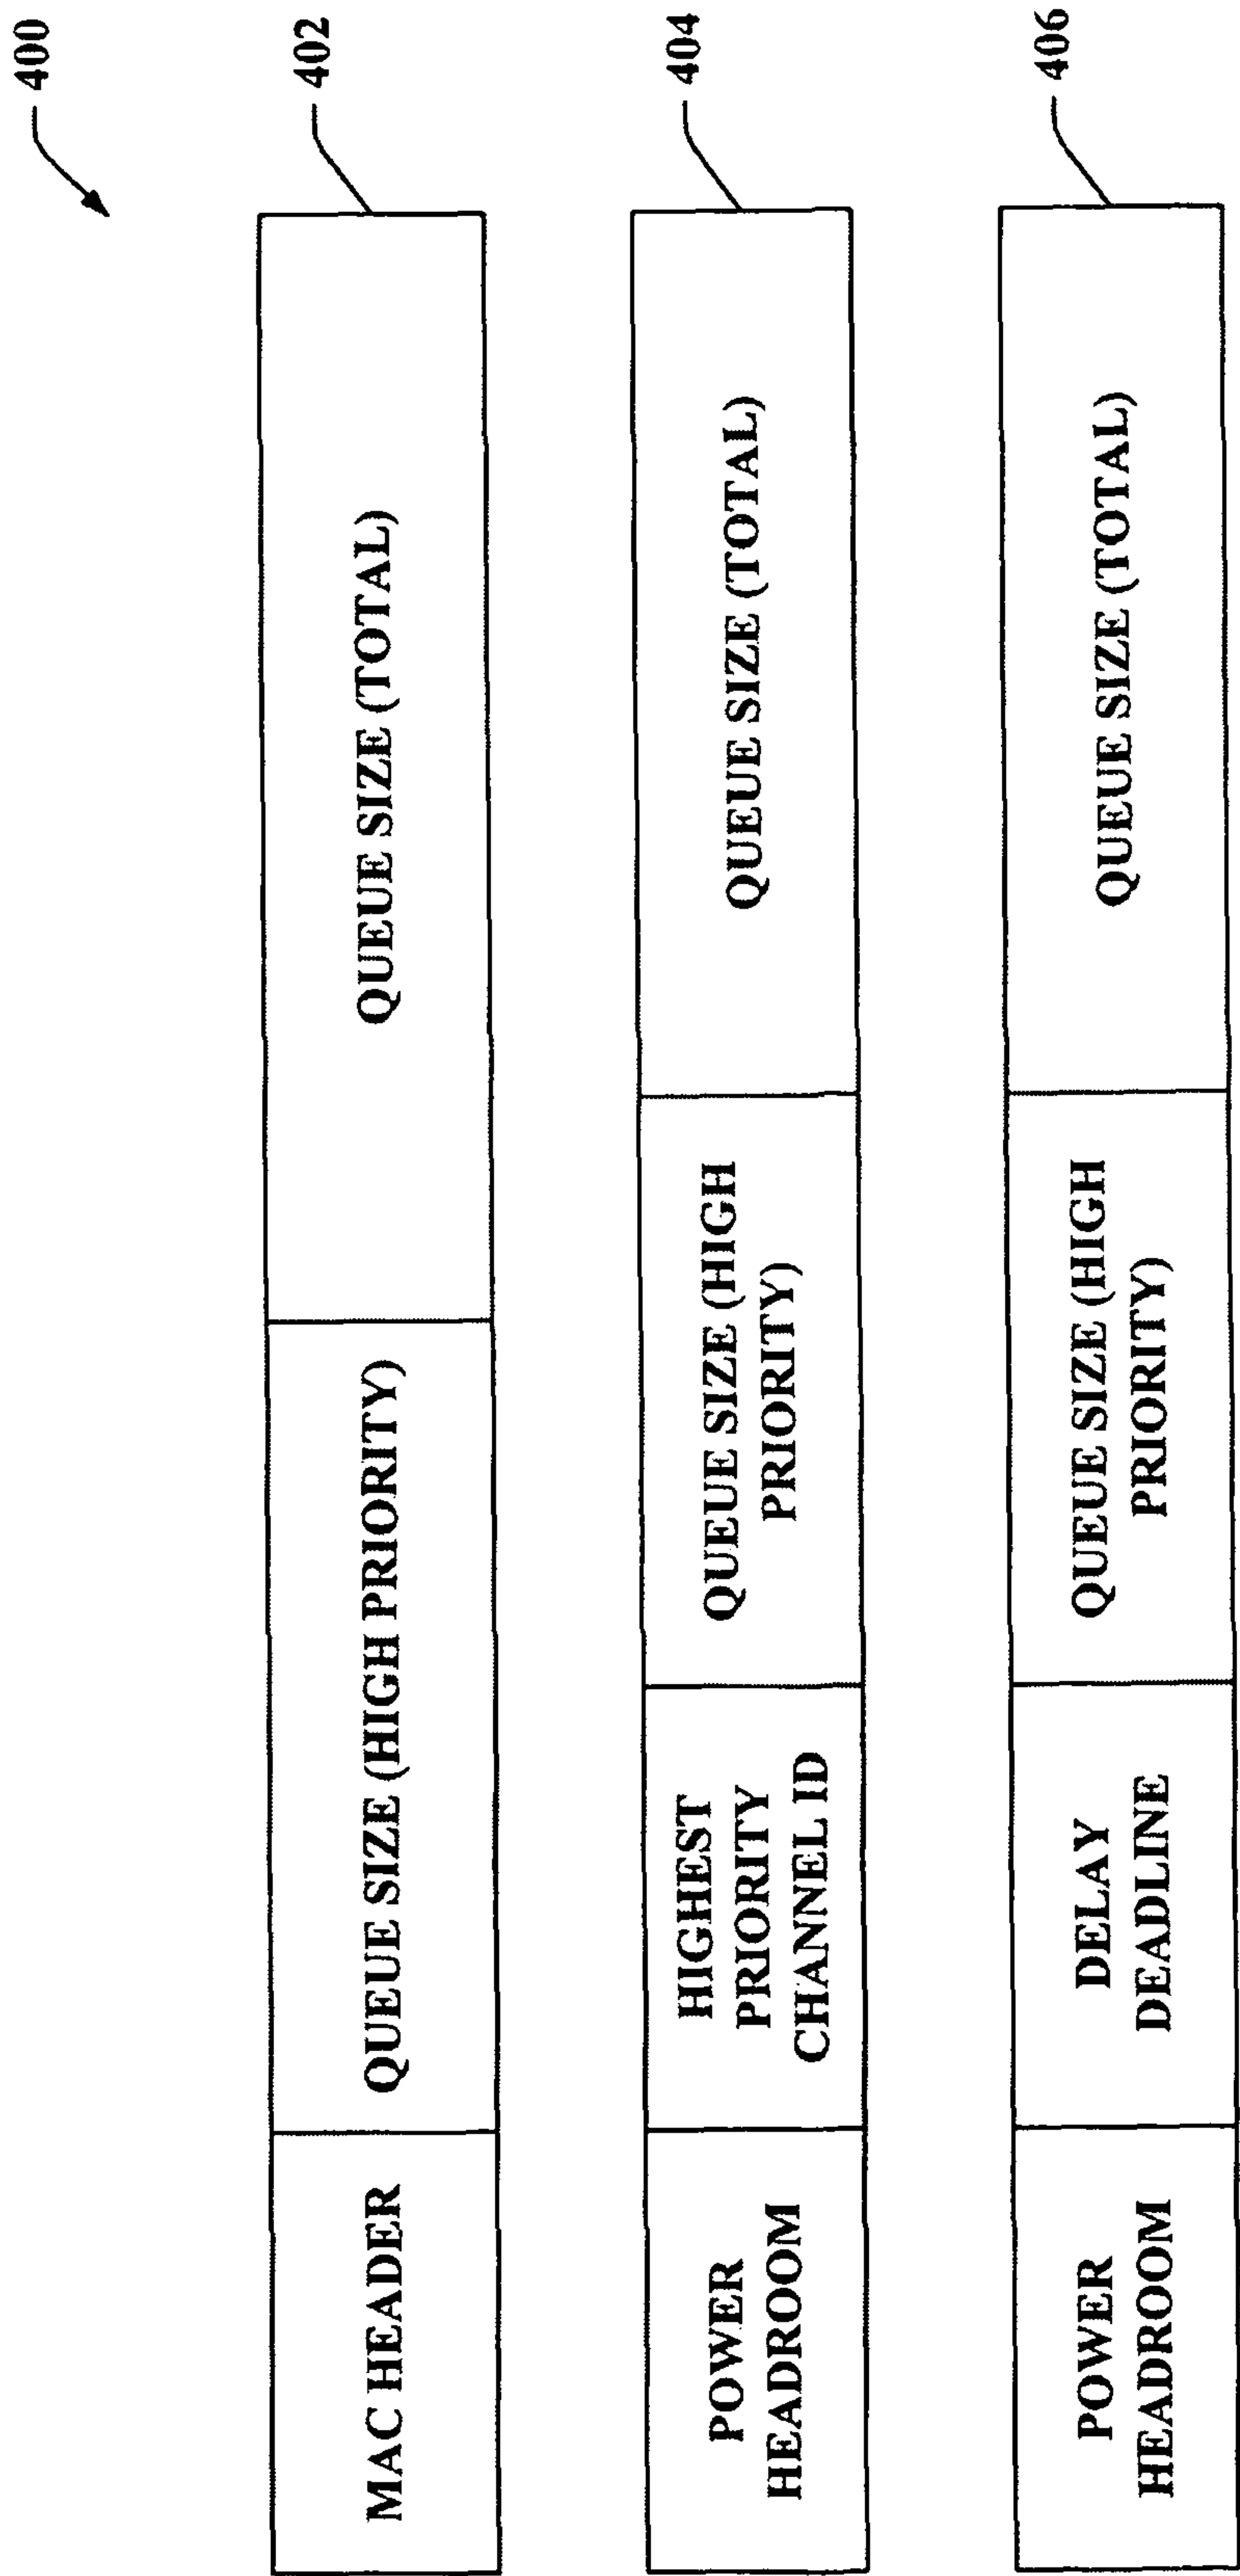 400
402
MAC HEADER
QUEUE SIZE (HIGH PRIORITY)
QUEUE SIZE (TOTAL)
404
POWER
HEADROOM
HIGHEST
PRIORITY
CHANNEL ID
QUEUE SIZE (HIGH
PRIORITY)
QUEUE SIZE (TOTAL)
406
POWER
HEADROOM
DELAY
DEADLINE
QUEUE SIZE (HIGH
PRIORITY)
QUEUE SIZE (TOTAL)